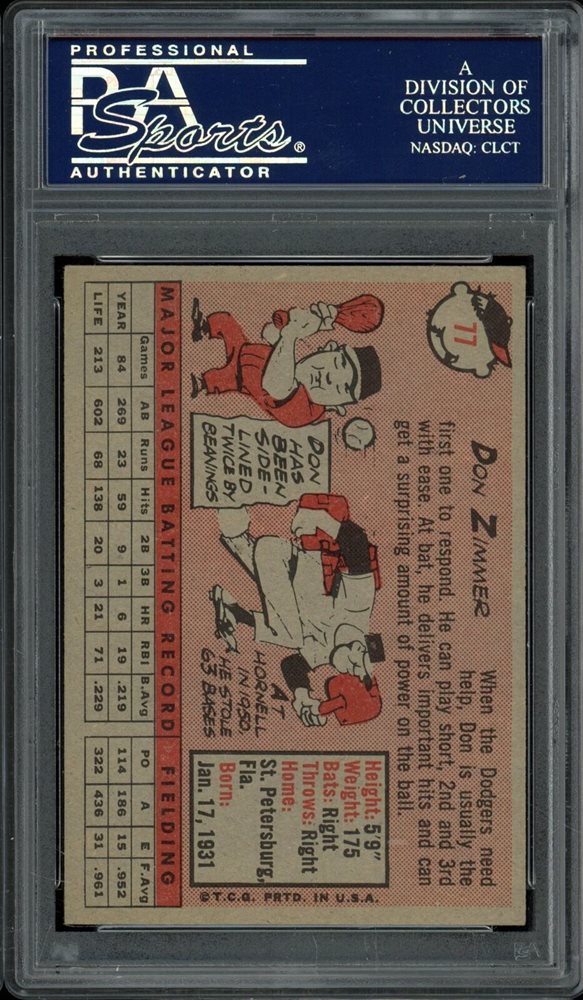 PROFESSIONAL
PSA
Sports®
AUTHENTICATOR
A
DIVISION OF
COLLECTORS
UNIVERSE
NASDAQ: CLCT
77
DON ZIMMER
When the Dodgers need
help, Don is usually the
first one to respond. He can play short, 2nd and 3rd
with ease. At bat, he delivers important hits and can
get a surprising amount of power on the ball.
DON
HAS
BEEN
SIDE-
LINED
TWICE BY
BEANINGS
AT
HORNELL
IN 1950,
HE STOLE
63 BASES
Height: 5'9"
Weight: 175
Bats: Right
Throws: Right
Home:
St. Petersburg,
Fla.
Born:
Jan. 17, 1931
MAJOR LEAGUE BATTING RECORD FIELDING
Games AB Runs Hits 2B 3B HR RBI B.Avg PO A E F.Avg
YEAR 84 269 23 59 9 1 6 19 .219 114 186 15 .952
LIFE 213 602 68 138 20 3 21 71 .229 322 436 31 .961
©T.C.G. PRTD. IN U.S.A.